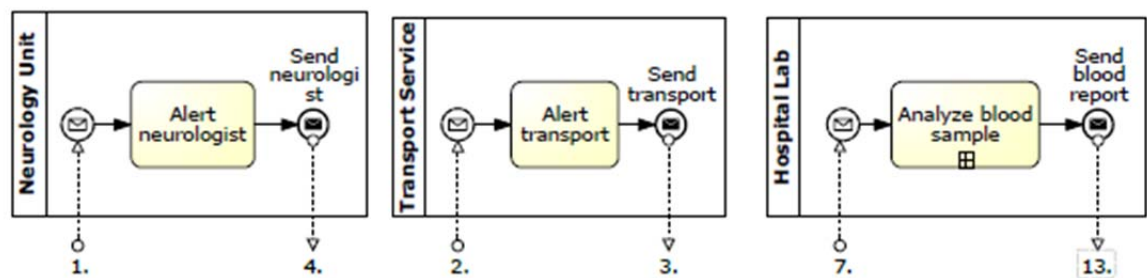 Neurology Unit
Alert
neurologist
Send
neurologi
st
1.
4.
Transport Service
Alert
transport
Send
transport
2.
3.
Hospital Lab
Analyze blood
sample
Send
blood
report
7.
13.